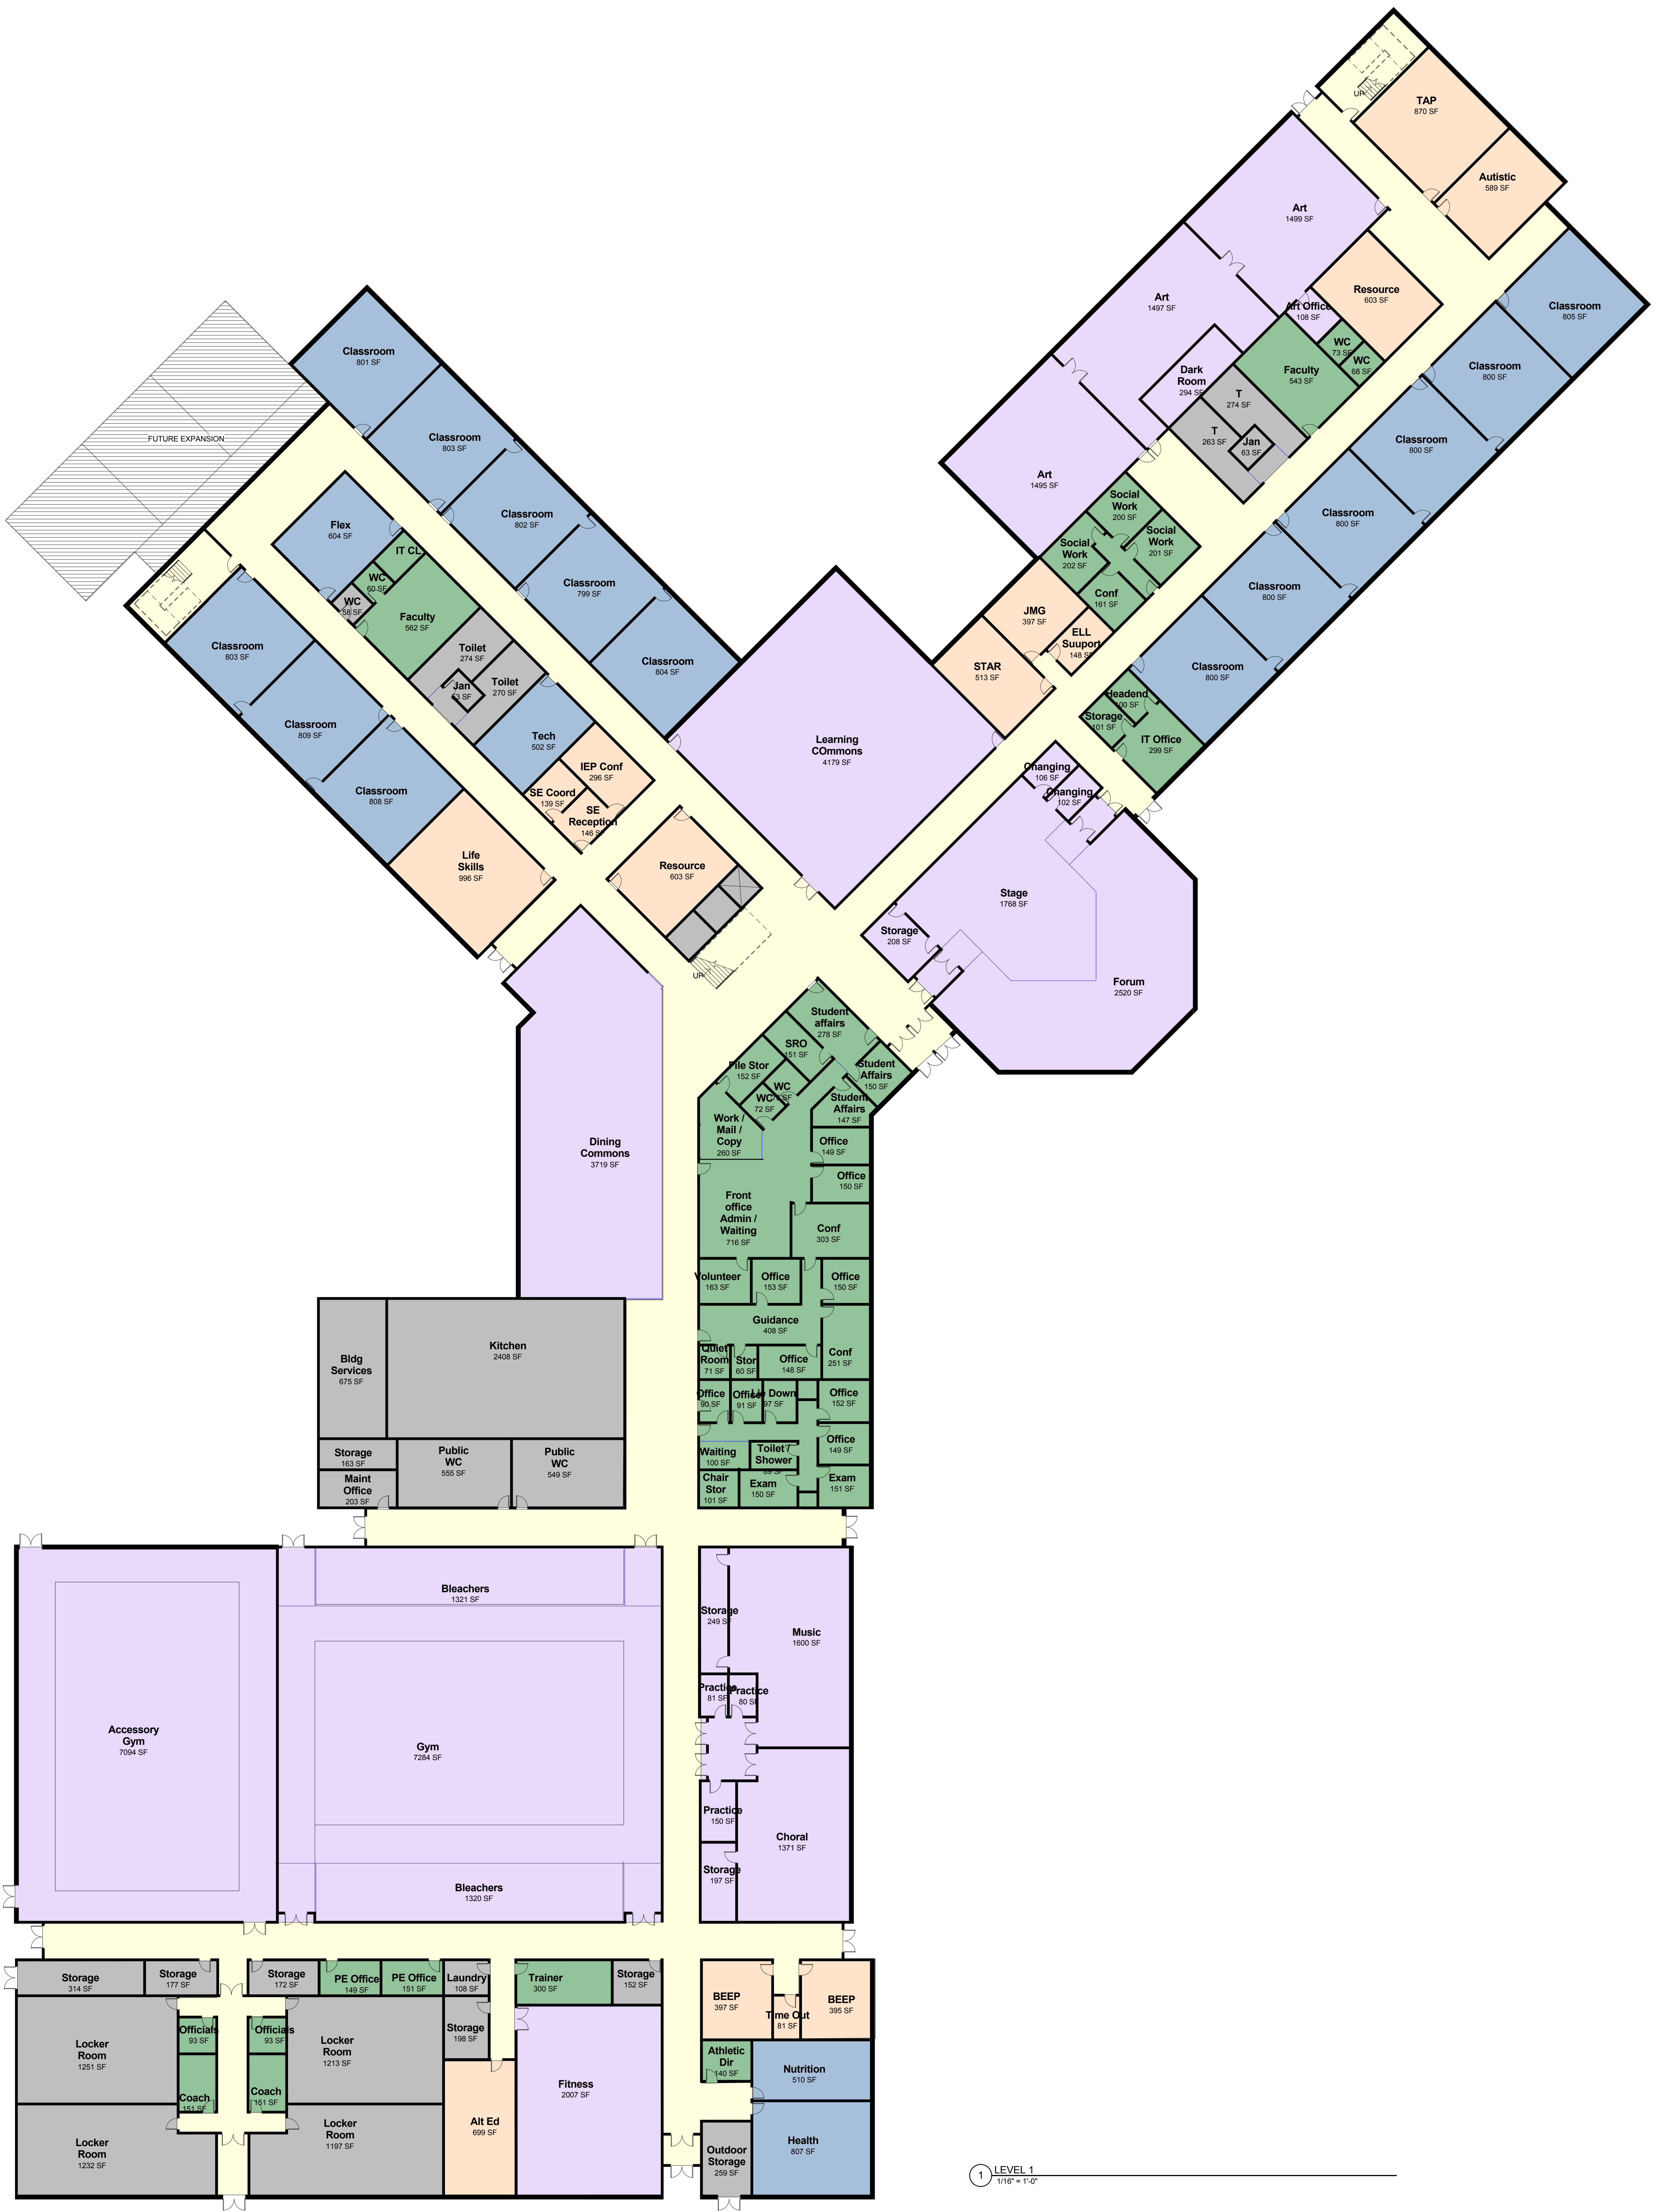 UP
TAP
870 SF
Autistic
589 SF
Art
1499 SF
Resource
603 SF
Art
1497 SF
Art Office
108 SF
Classroom
805 SF
WC
73 SF
WC
68 SF
Classroom
800 SF
Dark
Room
294 SF
Faculty
543 SF
T
274 SF
T
263 SF
Jan
63 SF
Classroom
800 SF
Art
1495 SF
Classroom
800 SF
Social
Work
200 SF
Social
Work
201 SF
Social
Work
202 SF
Conf
161 SF
Classroom
800 SF
JMG
397 SF
ELL
Suuport
148 SF
STAR
513 SF
Classroom
800 SF
Headend
100 SF
Storage
101 SF
IT Office
299 SF
FUTURE EXPANSION
Classroom
801 SF
Classroom
803 SF
Classroom
802 SF
Classroom
799 SF
Classroom
804 SF
Flex
604 SF
IT CL
WC
60 SF
WC
58 SF
Faculty
562 SF
Toilet
274 SF
Toilet
270 SF
Jan
Tech
502 SF
IEP Conf
296 SF
SE Coord
139 SF
SE
Reception
146 SF
Classroom
803 SF
Classroom
809 SF
Classroom
808 SF
Life
Skills
996 SF
Resource
603 SF
UP
Learning
COmmons
4179 SF
Changing
106 SF
Changing
102 SF
Stage
1768 SF
Storage
208 SF
Forum
2520 SF
Student
affairs
278 SF
SRO
151 SF
File Stor
152 SF
WC
WC
72 SF
Student
Affairs
150 SF
Student
Affairs
147 SF
Work /
Mail /
Copy
260 SF
Office
149 SF
Office
150 SF
Dining
Commons
3719 SF
Front
office
Admin /
Waiting
716 SF
Conf
303 SF
Volunteer
163 SF
Office
153 SF
Office
150 SF
Guidance
408 SF
Quiet
Room
71 SF
Stor
60 SF
Office
148 SF
Conf
251 SF
Office
90 SF
Office
91 SF
Lie Down
97 SF
Office
152 SF
Office
149 SF
Waiting
100 SF
Toilet /
Shower
89 SF
Chair
Stor
101 SF
Exam
150 SF
Exam
151 SF
Kitchen
2408 SF
Bldg
Services
675 SF
Storage
163 SF
Maint
Office
203 SF
Public
WC
555 SF
Public
WC
549 SF
Bleachers
1321 SF
Accessory
Gym
7094 SF
Gym
7284 SF
Bleachers
1320 SF
Storage
249 SF
Music
1600 SF
Practice
81 SF
Practice
80 SF
Practice
150 SF
Choral
1371 SF
Storage
197 SF
Storage
314 SF
Storage
177 SF
Storage
172 SF
PE Office
149 SF
PE Office
151 SF
Laundry
108 SF
Trainer
300 SF
Storage
152 SF
BEEP
397 SF
Time Out
81 SF
BEEP
395 SF
Locker
Room
1251 SF
Officials
93 SF
Officials
93 SF
Locker
Room
1213 SF
Storage
198 SF
Athletic
Dir
140 SF
Nutrition
510 SF
Coach
151 SF
Coach
151 SF
Fitness
2007 SF
Locker
Room
1232 SF
Locker
Room
1197 SF
Alt Ed
699 SF
Outdoor
Storage
259 SF
Health
807 SF
1
LEVEL 1
1/16" = 1'-0"